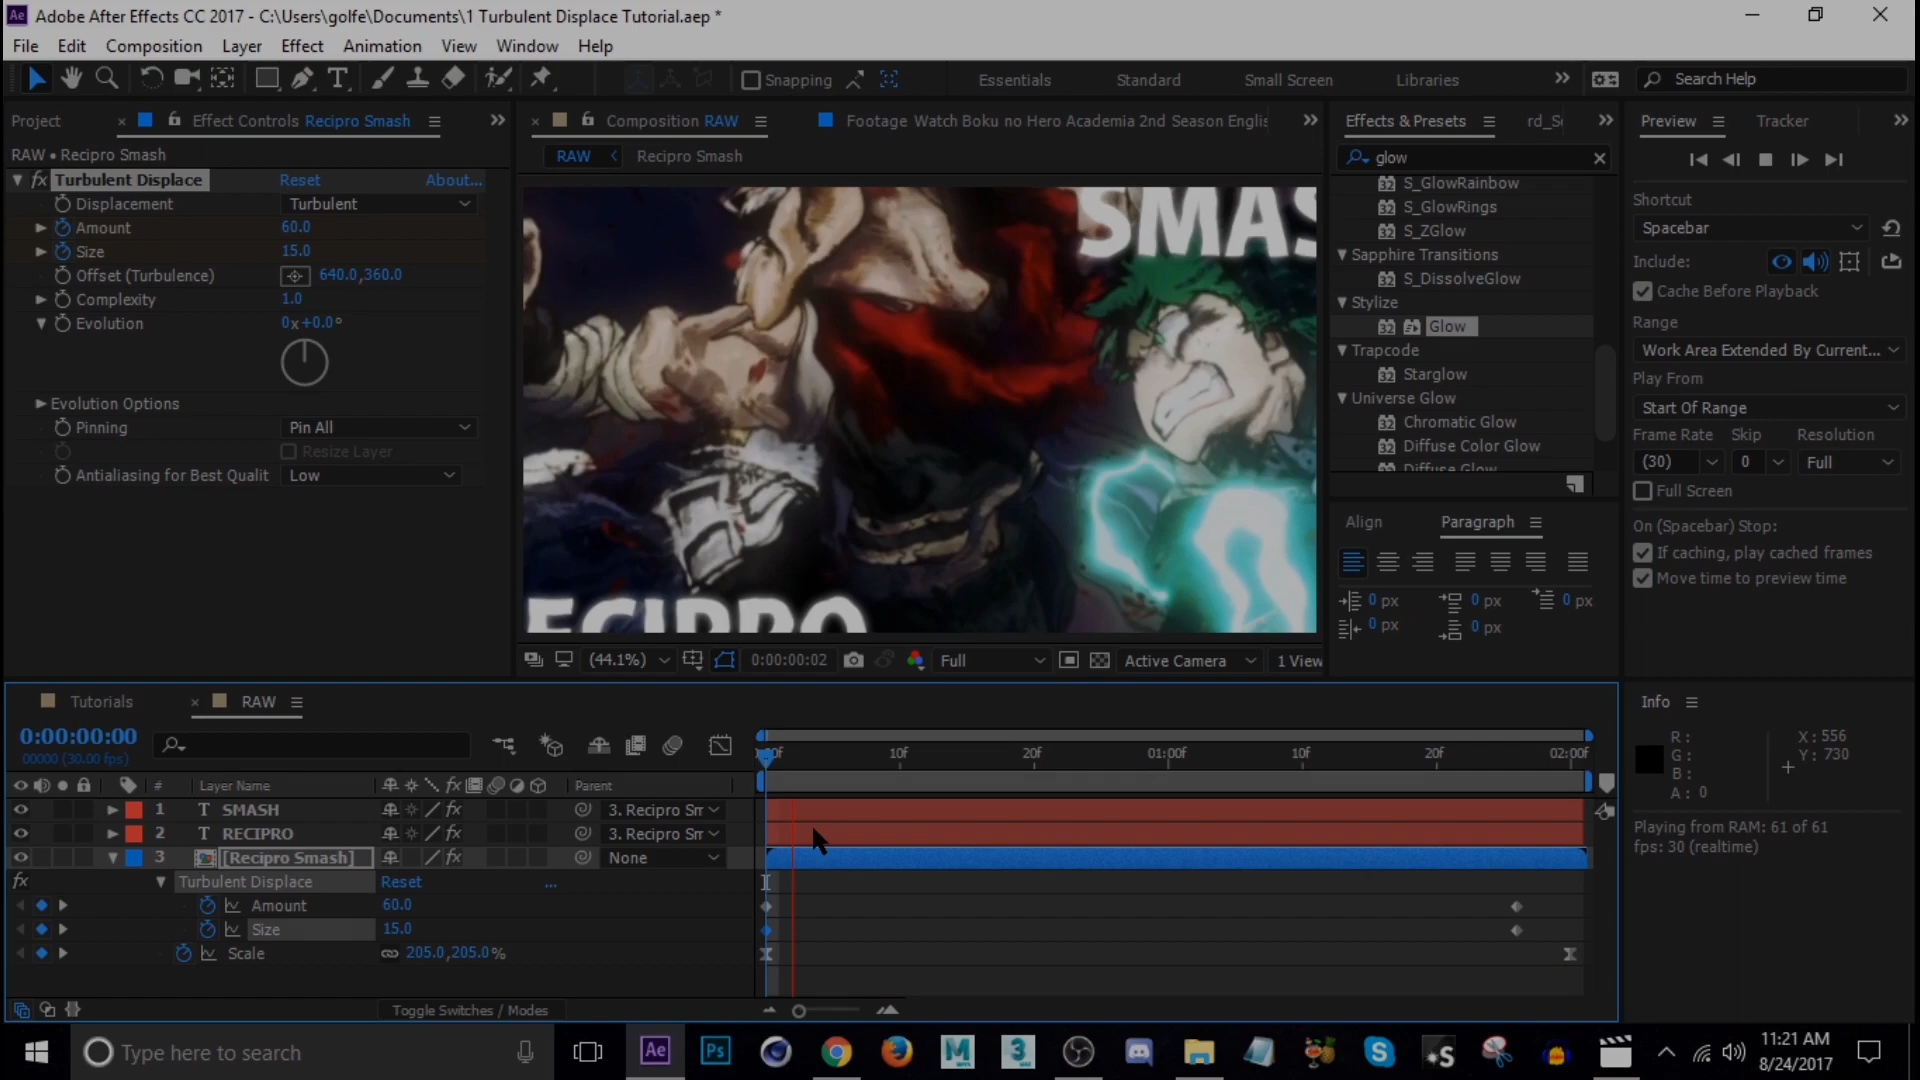 Adobe After Effects CC 2017 - C:\Users\golfe\Documents\1 Turbulent Displace Tutorial.aep *
File Edit Composition Layer Effect Animation View Window Help
Snapping Essentials Standard Small Screen Libraries Search Help
Project Effect Controls Recipro Smash
RAW • Recipro Smash
fx Turbulent Displace Reset About...
Displacement Turbulent
Amount 60.0
Size 15.0
Offset (Turbulence) 640.0,360.0
Complexity 1.0
Evolution 0x+0.0°
Evolution Options
Pinning Pin All
Resize Layer
Antialiasing for Best Qualit Low
Composition RAW Footage Watch Boku no Hero Academia 2nd Season Englis
RAW Recipro Smash
SMAS
ECIPRO
(44.1%) 0:00:00:02 Full Active Camera 1 View
Effects & Presets
glow
S_GlowRainbow
S_GlowRings
S_ZGlow
Sapphire Transitions
S_DissolveGlow
Stylize
Glow
Trapcode
Starglow
Universe Glow
Chromatic Glow
Diffuse Color Glow
Diffuse Glow
Align Paragraph
0 px 0 px 0 px
0 px 0 px
Preview Tracker
Shortcut
Spacebar
Include:
Cache Before Playback
Range
Work Area Extended By Current...
Play From
Start Of Range
Frame Rate Skip Resolution
(30) 0 Full
Full Screen
On (Spacebar) Stop:
If caching, play cached frames
Move time to preview time
Tutorials RAW
0:00:00:00
00000 (30.00 fps)
10f 20f 01:00f 10f 20f 02:00f
# Layer Name fx Parent
1 T SMASH fx 3. Recipro Sm
2 T RECIPRO fx 3. Recipro Sm
3 [Recipro Smash] fx None
fx Turbulent Displace Reset ...
Amount 60.0
Size 15.0
Scale 205.0,205.0%
Toggle Switches / Modes
Info
R: X: 556
G: Y: 730
B:
A: 0
Playing from RAM: 61 of 61
fps: 30 (realtime)
Type here to search
Ae Ps M 3 S S
11:21 AM
8/24/2017